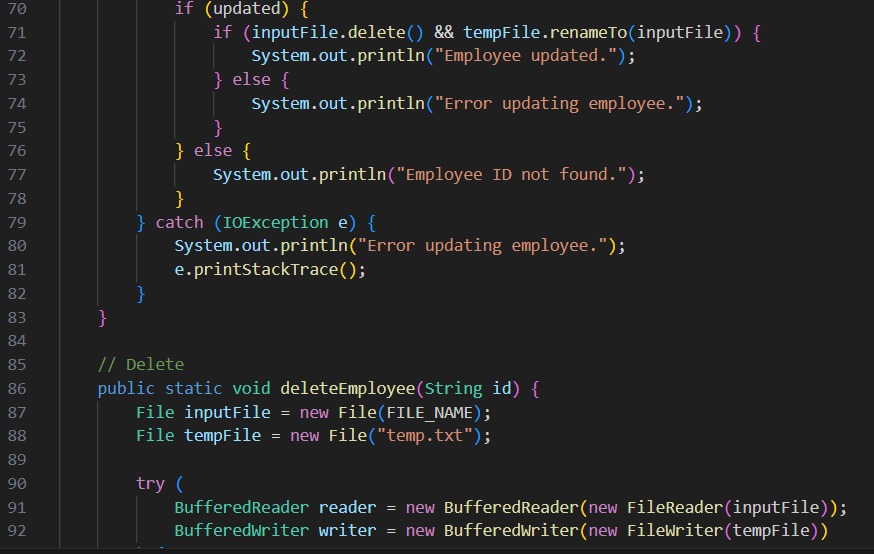 70 if (updated) {
71 if (inputFile.delete() && tempFile.renameTo(inputFile)) {
72 System.out.println("Employee updated.");
73 } else {
74 System.out.println("Error updating employee.");
75 }
76 } else {
77 System.out.println("Employee ID not found.");
78 }
79 } catch (IOException e) {
80 System.out.println("Error updating employee.");
81 e.printStackTrace();
82 }
83 }
84
85 // Delete
86 public static void deleteEmployee(String id) {
87 File inputFile = new File(FILE_NAME);
88 File tempFile = new File("temp.txt");
89
90 try (
91 BufferedReader reader = new BufferedReader(new FileReader(inputFile));
92 BufferedWriter writer = new BufferedWriter(new FileWriter(tempFile))